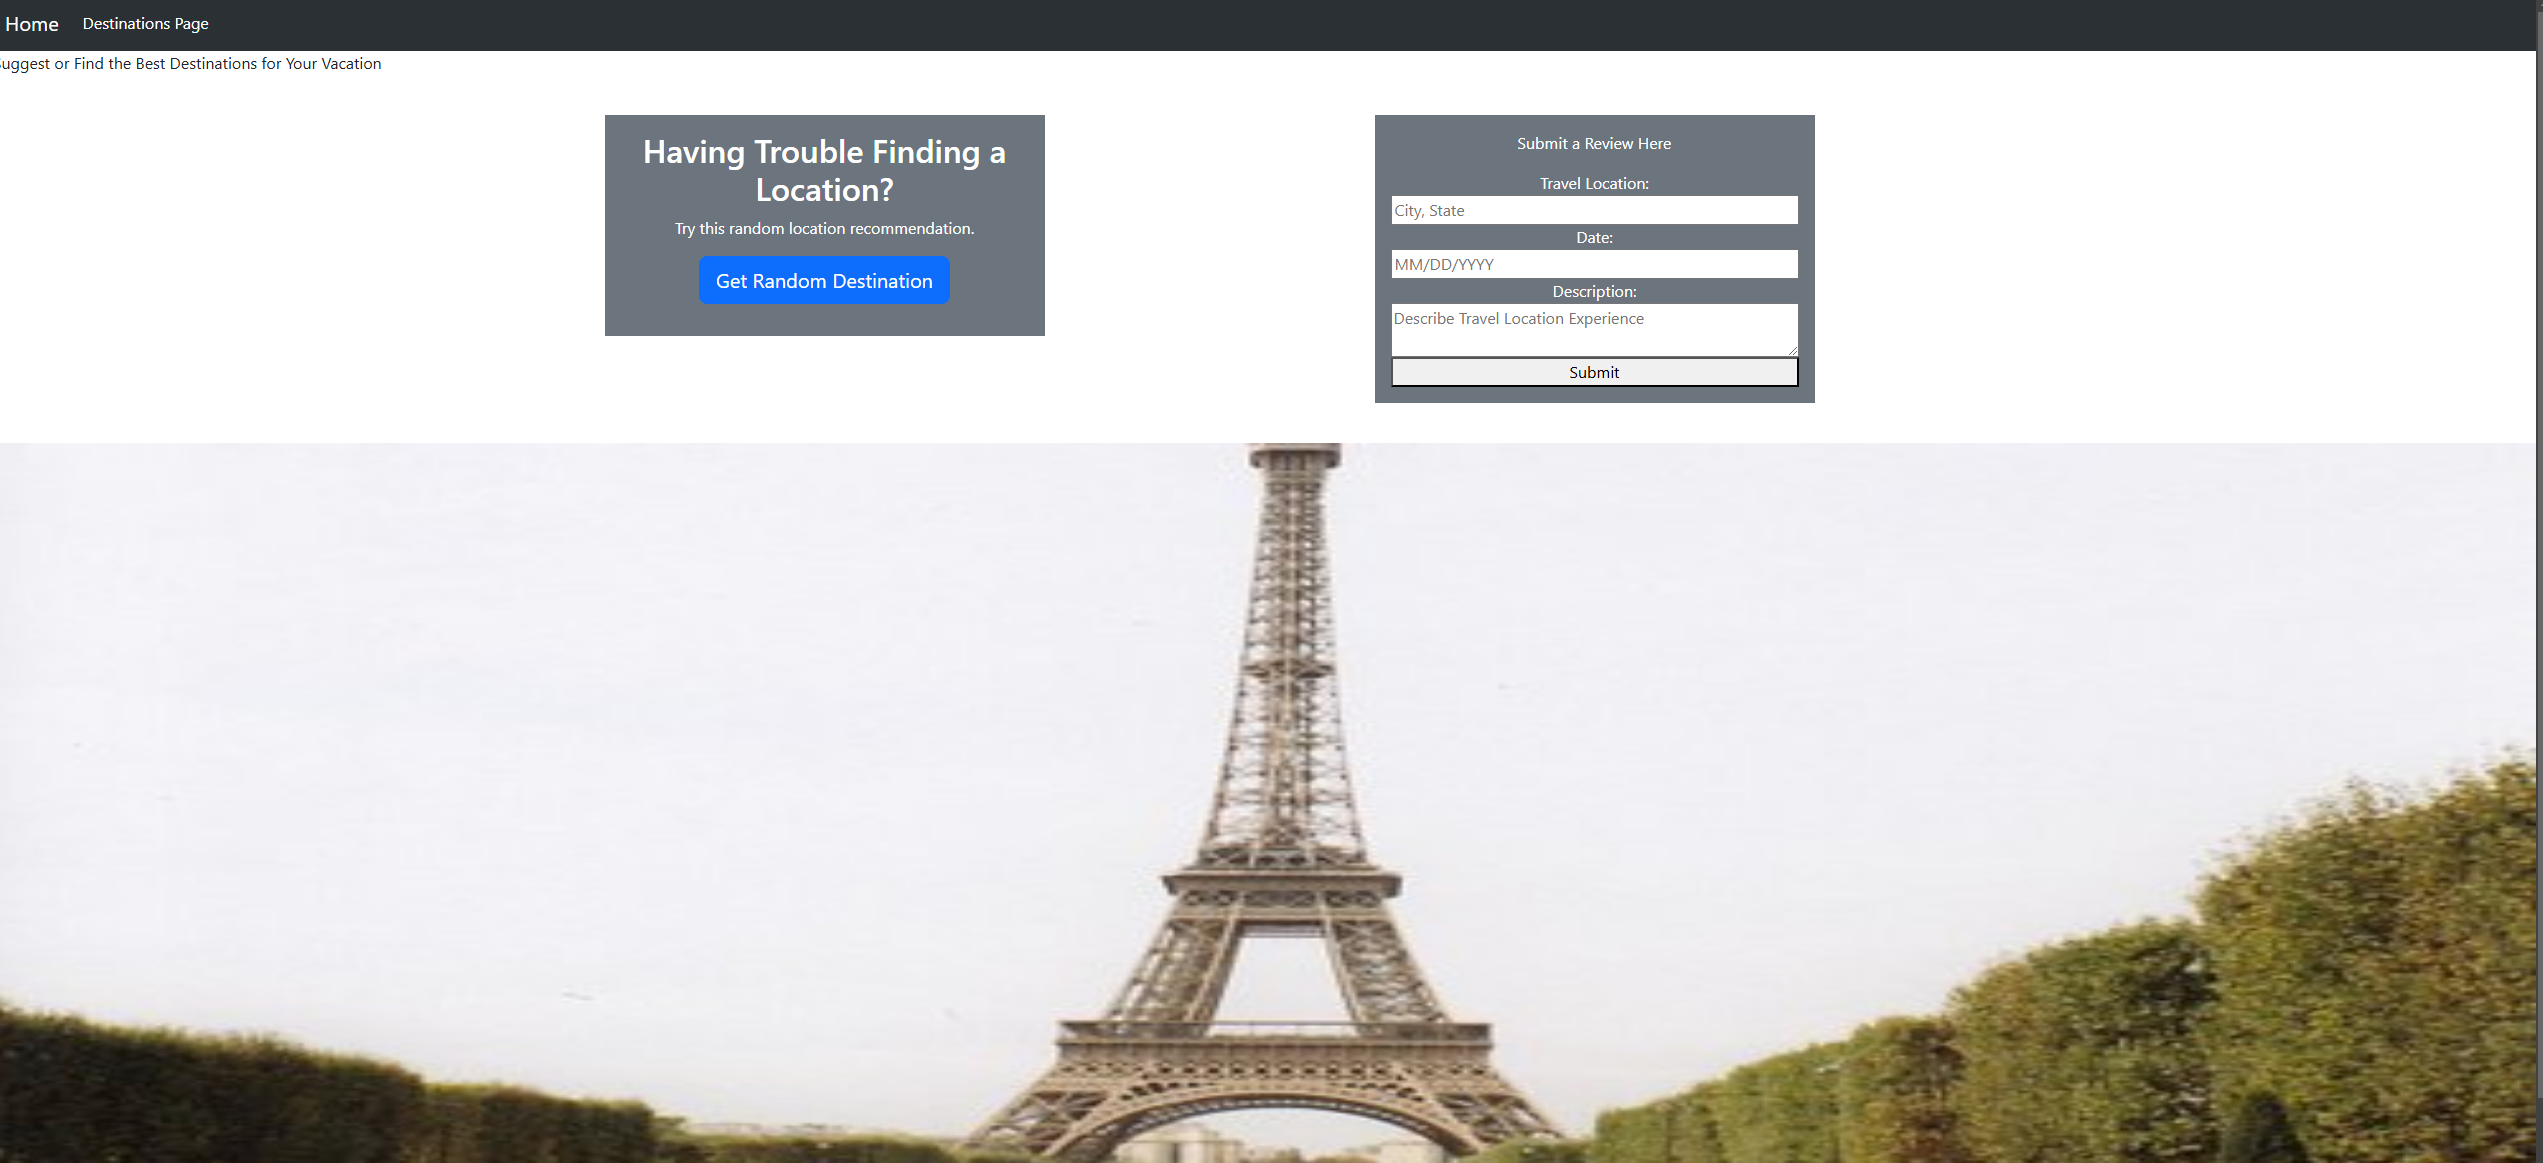 Home
Destinations Page
Suggest or Find the Best Destinations for Your Vacation
Having Trouble Finding a
Location?
Try this random location recommendation.
Get Random Destination
Submit a Review Here
Travel Location:
City, State
Date:
MM/DD/YYYY
Description:
Describe Travel Location Experience
Submit